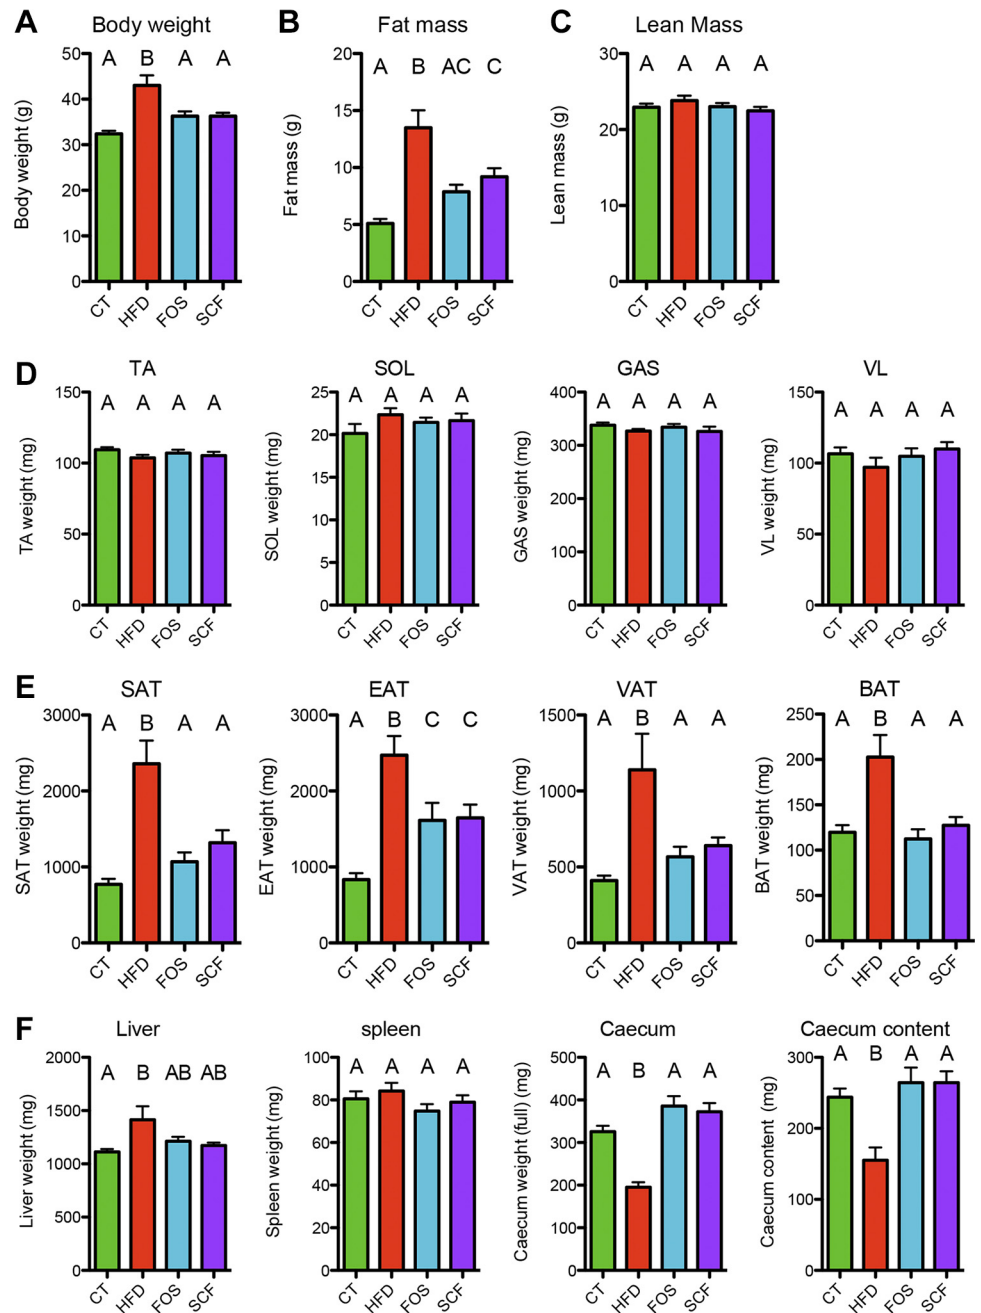 A Body weight
B Fat mass
C Lean Mass
Body weight (g)
50
40
30
20
10
0
A B A A
CT HFD FOS SCF
Fat mass (g)
20
15
10
5
0
A B AC C
CT HFD FOS SCF
Lean mass (g)
30
20
10
0
A A A A
CT HFD FOS SCF
D TA
SOL
GAS
VL
TA weight (mg)
150
100
50
0
A A A A
CT HFD FOS SCF
SOL weight (mg)
25
20
15
10
5
0
A A A A
CT HFD FOS SCF
GAS weight (mg)
400
300
200
100
0
A A A A
CT HFD FOS SCF
VL weight (mg)
150
100
50
0
A A A A
CT HFD FOS SCF
E SAT
EAT
VAT
BAT
SAT weight (mg)
3000
2000
1000
0
A B A A
CT HFD FOS SCF
EAT weight (mg)
3000
2000
1000
0
A B C C
CT HFD FOS SCF
VAT weight (mg)
1500
1000
500
0
A B A A
CT HFD FOS SCF
BAT weight (mg)
250
200
150
100
50
0
A B A A
CT HFD FOS SCF
F Liver
spleen
Caecum
Caecum content
Liver weight (mg)
2000
1500
1000
500
0
A B AB AB
CT HFD FOS SCF
Spleen weight (mg)
100
80
60
40
20
0
A A A A
CT HFD FOS SCF
Caecum weight (full) (mg)
500
400
300
200
100
0
A B A A
CT HFD FOS SCF
Caecum content (mg)
300
200
100
0
A B A A
CT HFD FOS SCF